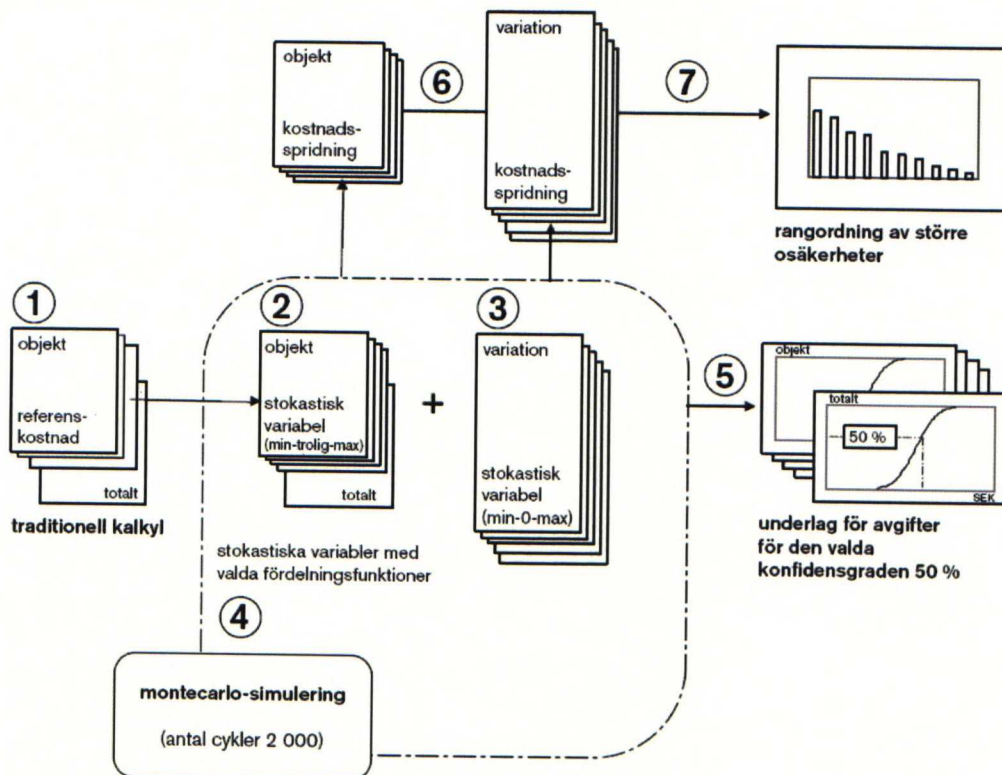 objekt
kostnads-
spridning
6
variation
kostnads-
spridning
7
rangordning av större
osäkerheter
1
objekt
referens-
kostnad
totalt
traditionell kalkyl
2
objekt
stokastisk
variabel
(min-trolig-max)
totalt
+
3
variation
stokastisk
variabel
(min-0-max)
stokastiska variabler med
valda fördelningsfunktioner
4
montecarlo-simulering
(antal cykler 2 000)
5
objekt
totalt
50 %
SEK
underlag för avgifter
för den valda
konfidensgraden 50 %